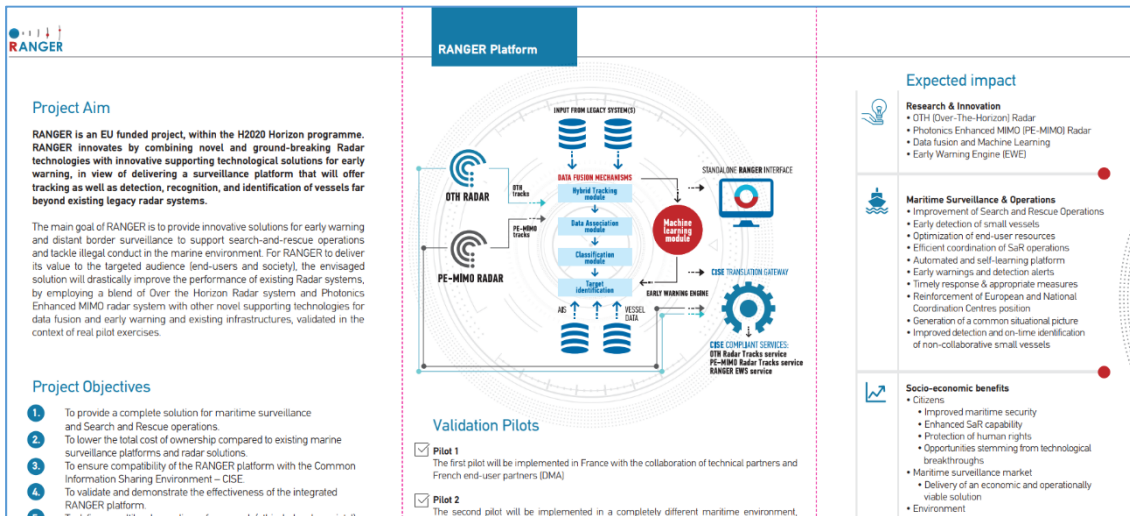 RANGER
Project Aim
RANGER is an EU funded project, within the H2020 Horizon programme.
RANGER innovates by combining novel and ground-breaking Radar
technologies with innovative supporting technological solutions for early
warning, in view of delivering a surveillance platform that will offer
tracking as well as detection, recognition, and identification of vessels far
beyond existing legacy radar systems.
The main goal of RANGER is to provide innovative solutions for early warning
and distant border surveillance to support search-and-rescue operations
and tackle illegal conduct in the marine environment. For RANGER to deliver
its value to the targeted audience (end-users and society), the envisaged
solution will drastically improve the performance of existing Radar systems,
by employing a blend of Over the Horizon Radar system and Photonics
Enhanced MIMO radar system with other novel supporting technologies for
data fusion and early warning and existing infrastructures, validated in the
context of real pilot exercises.
Project Objectives
1. To provide a complete solution for maritime surveillance
and Search and Rescue operations.
2. To lower the total cost of ownership compared to existing marine
surveillance platforms and radar solutions.
3. To ensure compatibility of the RANGER platform with the Common
Information Sharing Environment – CISE.
4. To validate and demonstrate the effectiveness of the integrated
RANGER platform.
RANGER Platform
INPUT FROM LEGACY SYSTEM(S)
OTH RADAR
OTH
tracks
PE-MIMO RADAR
PE-MIMO
tracks
DATA FUSION MECHANISMS
Hybrid Tracking
module
Data Association
module
Classification
module
Target
identification
Machine
learning
module
STANDALONE RANGER INTERFACE
CISE TRANSLATION GATEWAY
EARLY WARNING ENGINE
AIS
VESSEL
DATA
CISE COMPLIANT SERVICES:
OTH Radar Tracks service
PE-MIMO Radar Tracks service
RANGER EWS service
Validation Pilots
Pilot 1
The first pilot will be implemented in France with the collaboration of technical partners and
French end-user partners (DMA)
Pilot 2
The second pilot will be implemented in a completely different maritime environment,
Expected impact
Research & Innovation
• OTH (Over-The-Horizon) Radar
• Photonics Enhanced MIMO (PE-MIMO) Radar
• Data fusion and Machine Learning
• Early Warning Engine (EWE)
Maritime Surveillance & Operations
• Improvement of Search and Rescue Operations
• Early detection of small vessels
• Optimization of end-user resources
• Efficient coordination of SaR operations
• Automated and self-learning platform
• Early warnings and detection alerts
• Timely response & appropriate measures
• Reinforcement of European and National
Coordination Centres position
• Generation of a common situational picture
• Improved detection and on-time identification
of non-collaborative small vessels
Socio-economic benefits
• Citizens
• Improved maritime security
• Enhanced SaR capability
• Protection of human rights
• Opportunities stemming from technological
breakthroughs
• Maritime surveillance market
• Delivery of an economic and operationally
viable solution
• Environment